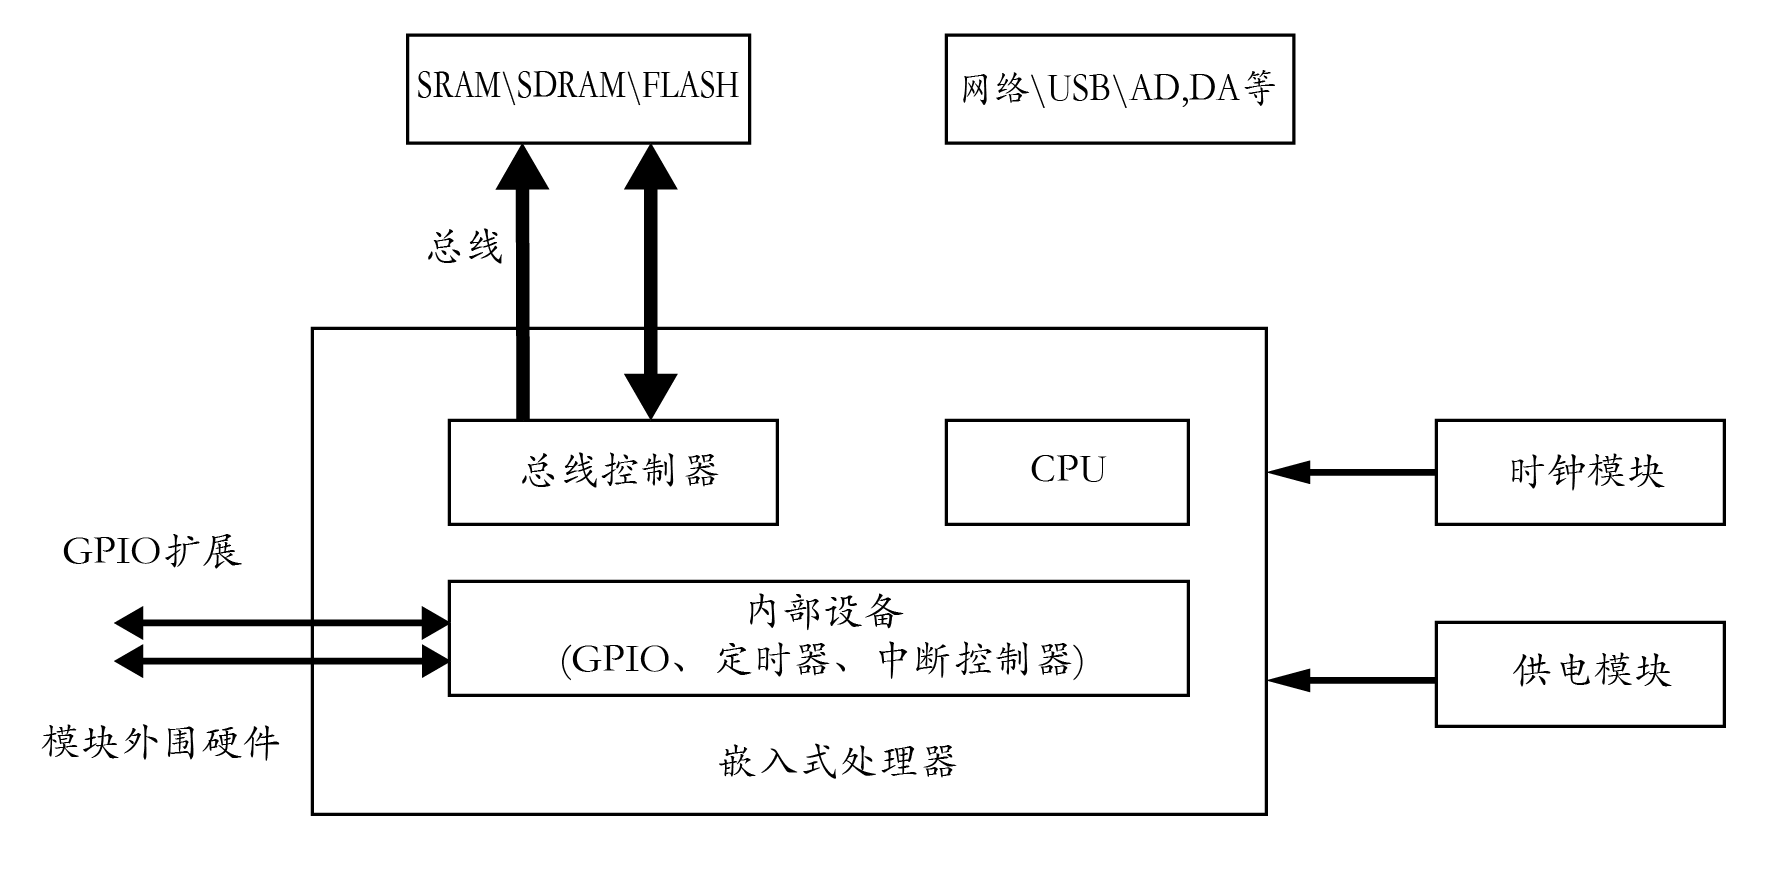 SRAM\SDRAM\FLASH
网络\USB\AD,DA等
总线
总线控制器
CPU
时钟模块
GPIO扩展
内部设备
(GPIO、定时器、中断控制器)
供电模块
模块外围硬件
嵌入式处理器